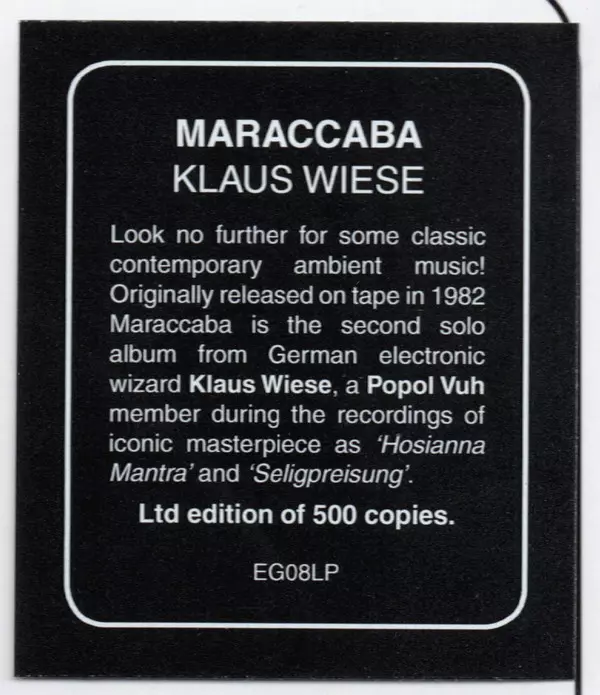 MARACCABA
KLAUS WIESE
Look no further for some classic
contemporary ambient music!
Originally released on tape in 1982
Maraccaba is the second solo
album from German electronic
wizard Klaus Wiese, a Popol Vuh
member during the recordings of
iconic masterpiece as ‘Hosianna
Mantra’ and ‘Seligpreisung’.
Ltd edition of 500 copies.
EG08LP